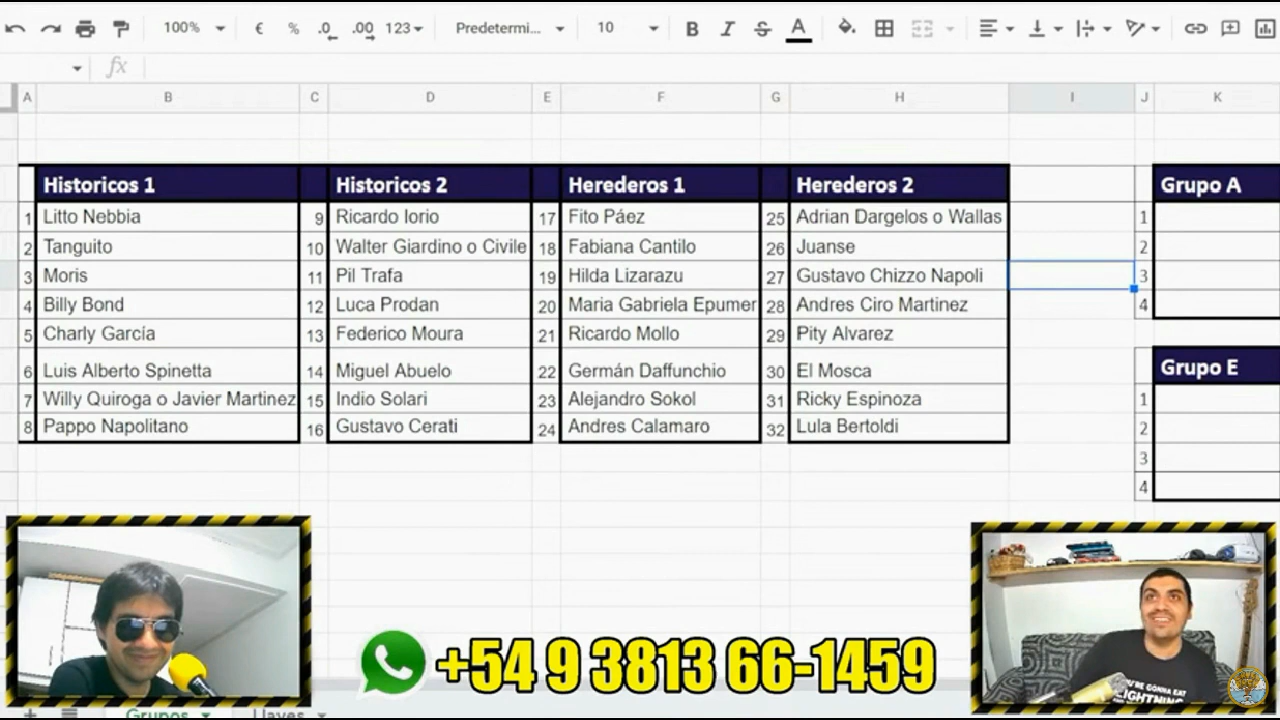 100% € % .0 .00 123 Predetermi... 10 B I S A
fx
A B C D E F G H I J K
Historicos 1 Historicos 2 Herederos 1 Herederos 2 Grupo A
1 Litto Nebbia 9 Ricardo Iorio 17 Fito Páez 25 Adrian Dargelos o Wallas 1
2 Tanguito 10 Walter Giardino o Civile 18 Fabiana Cantilo 26 Juanse 2
3 Moris 11 Pil Trafa 19 Hilda Lizarazu 27 Gustavo Chizzo Napoli 3
4 Billy Bond 12 Luca Prodan 20 Maria Gabriela Epumer 28 Andres Ciro Martinez 4
5 Charly García 13 Federico Moura 21 Ricardo Mollo 29 Pity Alvarez
6 Luis Alberto Spinetta 14 Miguel Abuelo 22 Germán Daffunchio 30 El Mosca Grupo E
7 Willy Quiroga o Javier Martinez 15 Indio Solari 23 Alejandro Sokol 31 Ricky Espinoza 1
8 Pappo Napolitano 16 Gustavo Cerati 24 Andres Calamaro 32 Lula Bertoldi 2
3
4
+54 9 3813 66-1459
YOU'RE GONNA EAT
LIGHTNING
Grupos Llaves